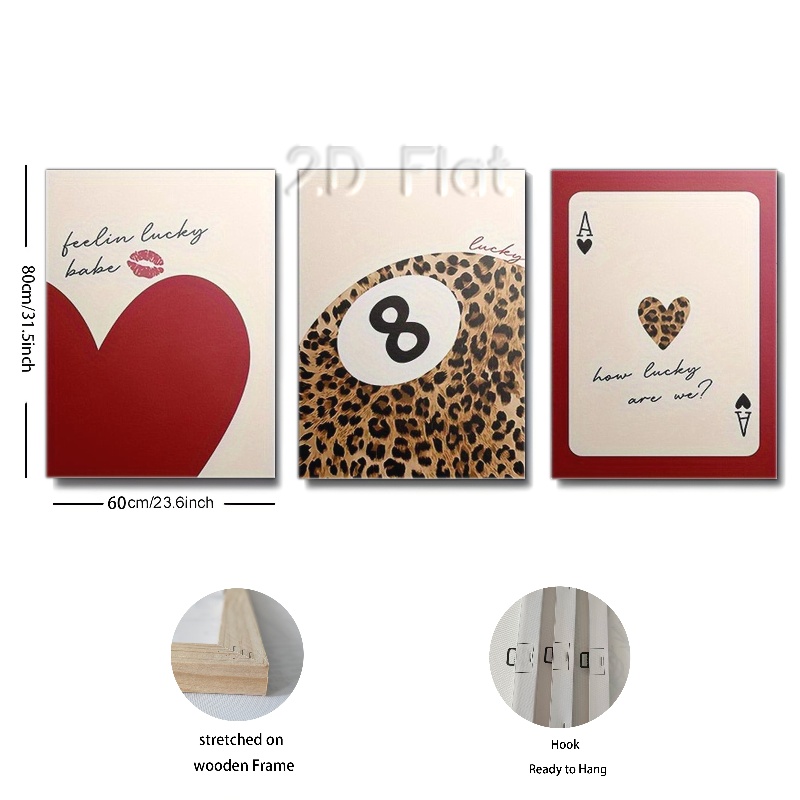 2D Flat
80cm/31.5inch
feelin lucky
babe
lucky
8
A
how lucky
are we?
A
60cm/23.6inch
stretched on
wooden Frame
Hook
Ready to Hang